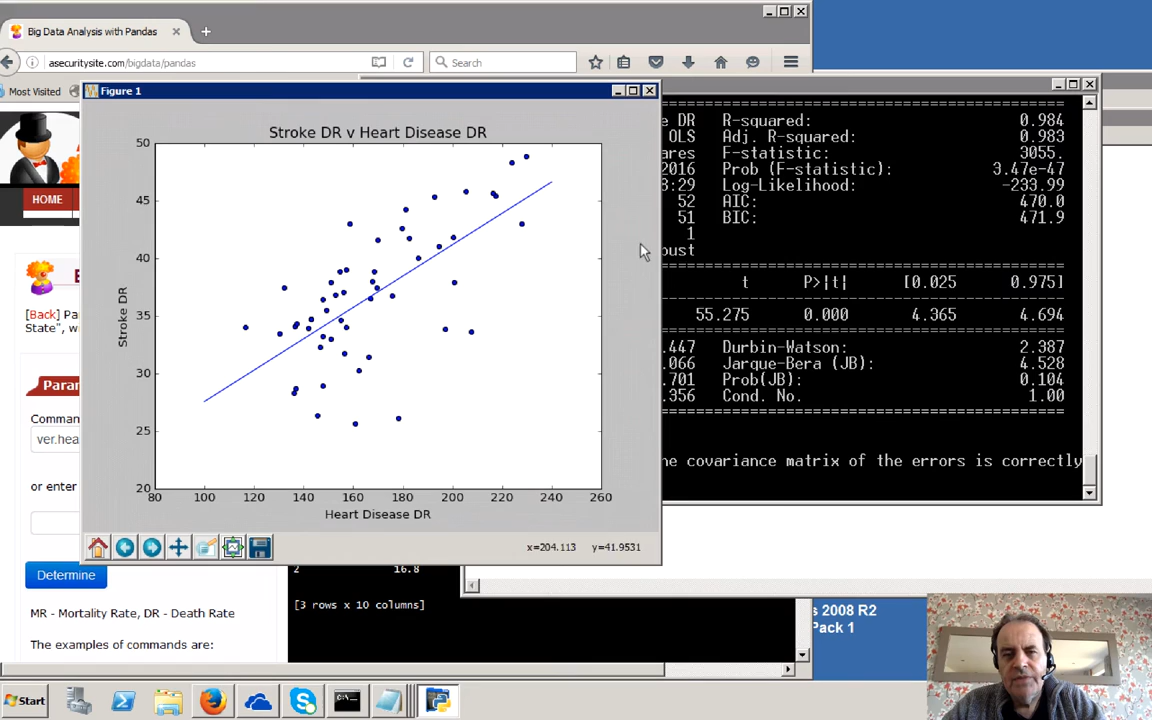 Big Data Analysis with Pandas
asecuritysite.com/bigdata/pandas
Search
Most Visited
Figure 1
HOME
[Back] Pa
State", w
Paran
Comman
ver.hea
or enter
Determine
MR - Mortality Rate, DR - Death Rate
The examples of commands are:
Stroke DR v Heart Disease DR
Stroke DR
50
45
40
35
30
25
20
80 100 120 140 160 180 200 220 240 260
Heart Disease DR
x=204.113 y=41.9531
e DR R-squared: 0.984
OLS Adj. R-squared: 0.983
ares F-statistic: 3055.
2016 Prob (F-statistic): 3.47e-47
8:29 Log-Likelihood: -233.99
52 AIC: 470.0
51 BIC: 471.9
1
bust
t P>|t| [0.025 0.975]
55.275 0.000 4.365 4.694
.447 Durbin-Watson: 2.387
.066 Jarque-Bera (JB): 4.528
.701 Prob(JB): 0.104
.356 Cond. No. 1.00
he covariance matrix of the errors is correctly
2 16.8
[3 rows x 10 columns]
s 2008 R2
Pack 1
Start